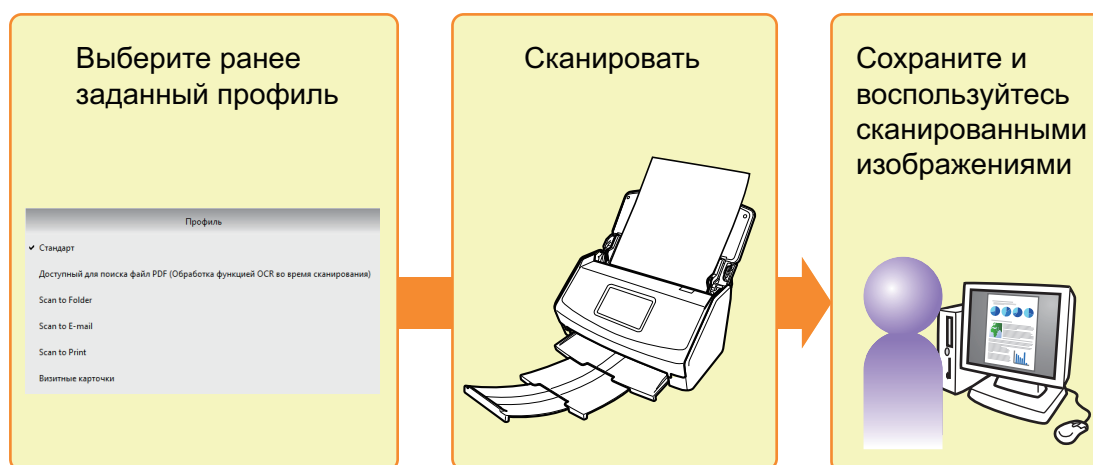 Выберите ранее
заданный профиль
Профиль
Стандарт
Доступный для поиска файл PDF (Обработка функцией OCR во время сканирования)
Scan to Folder
Scan to E-mail
Scan to Print
Визитные карточки
Сканировать
Сохраните и
воспользуйтесь
сканированными
изображениями